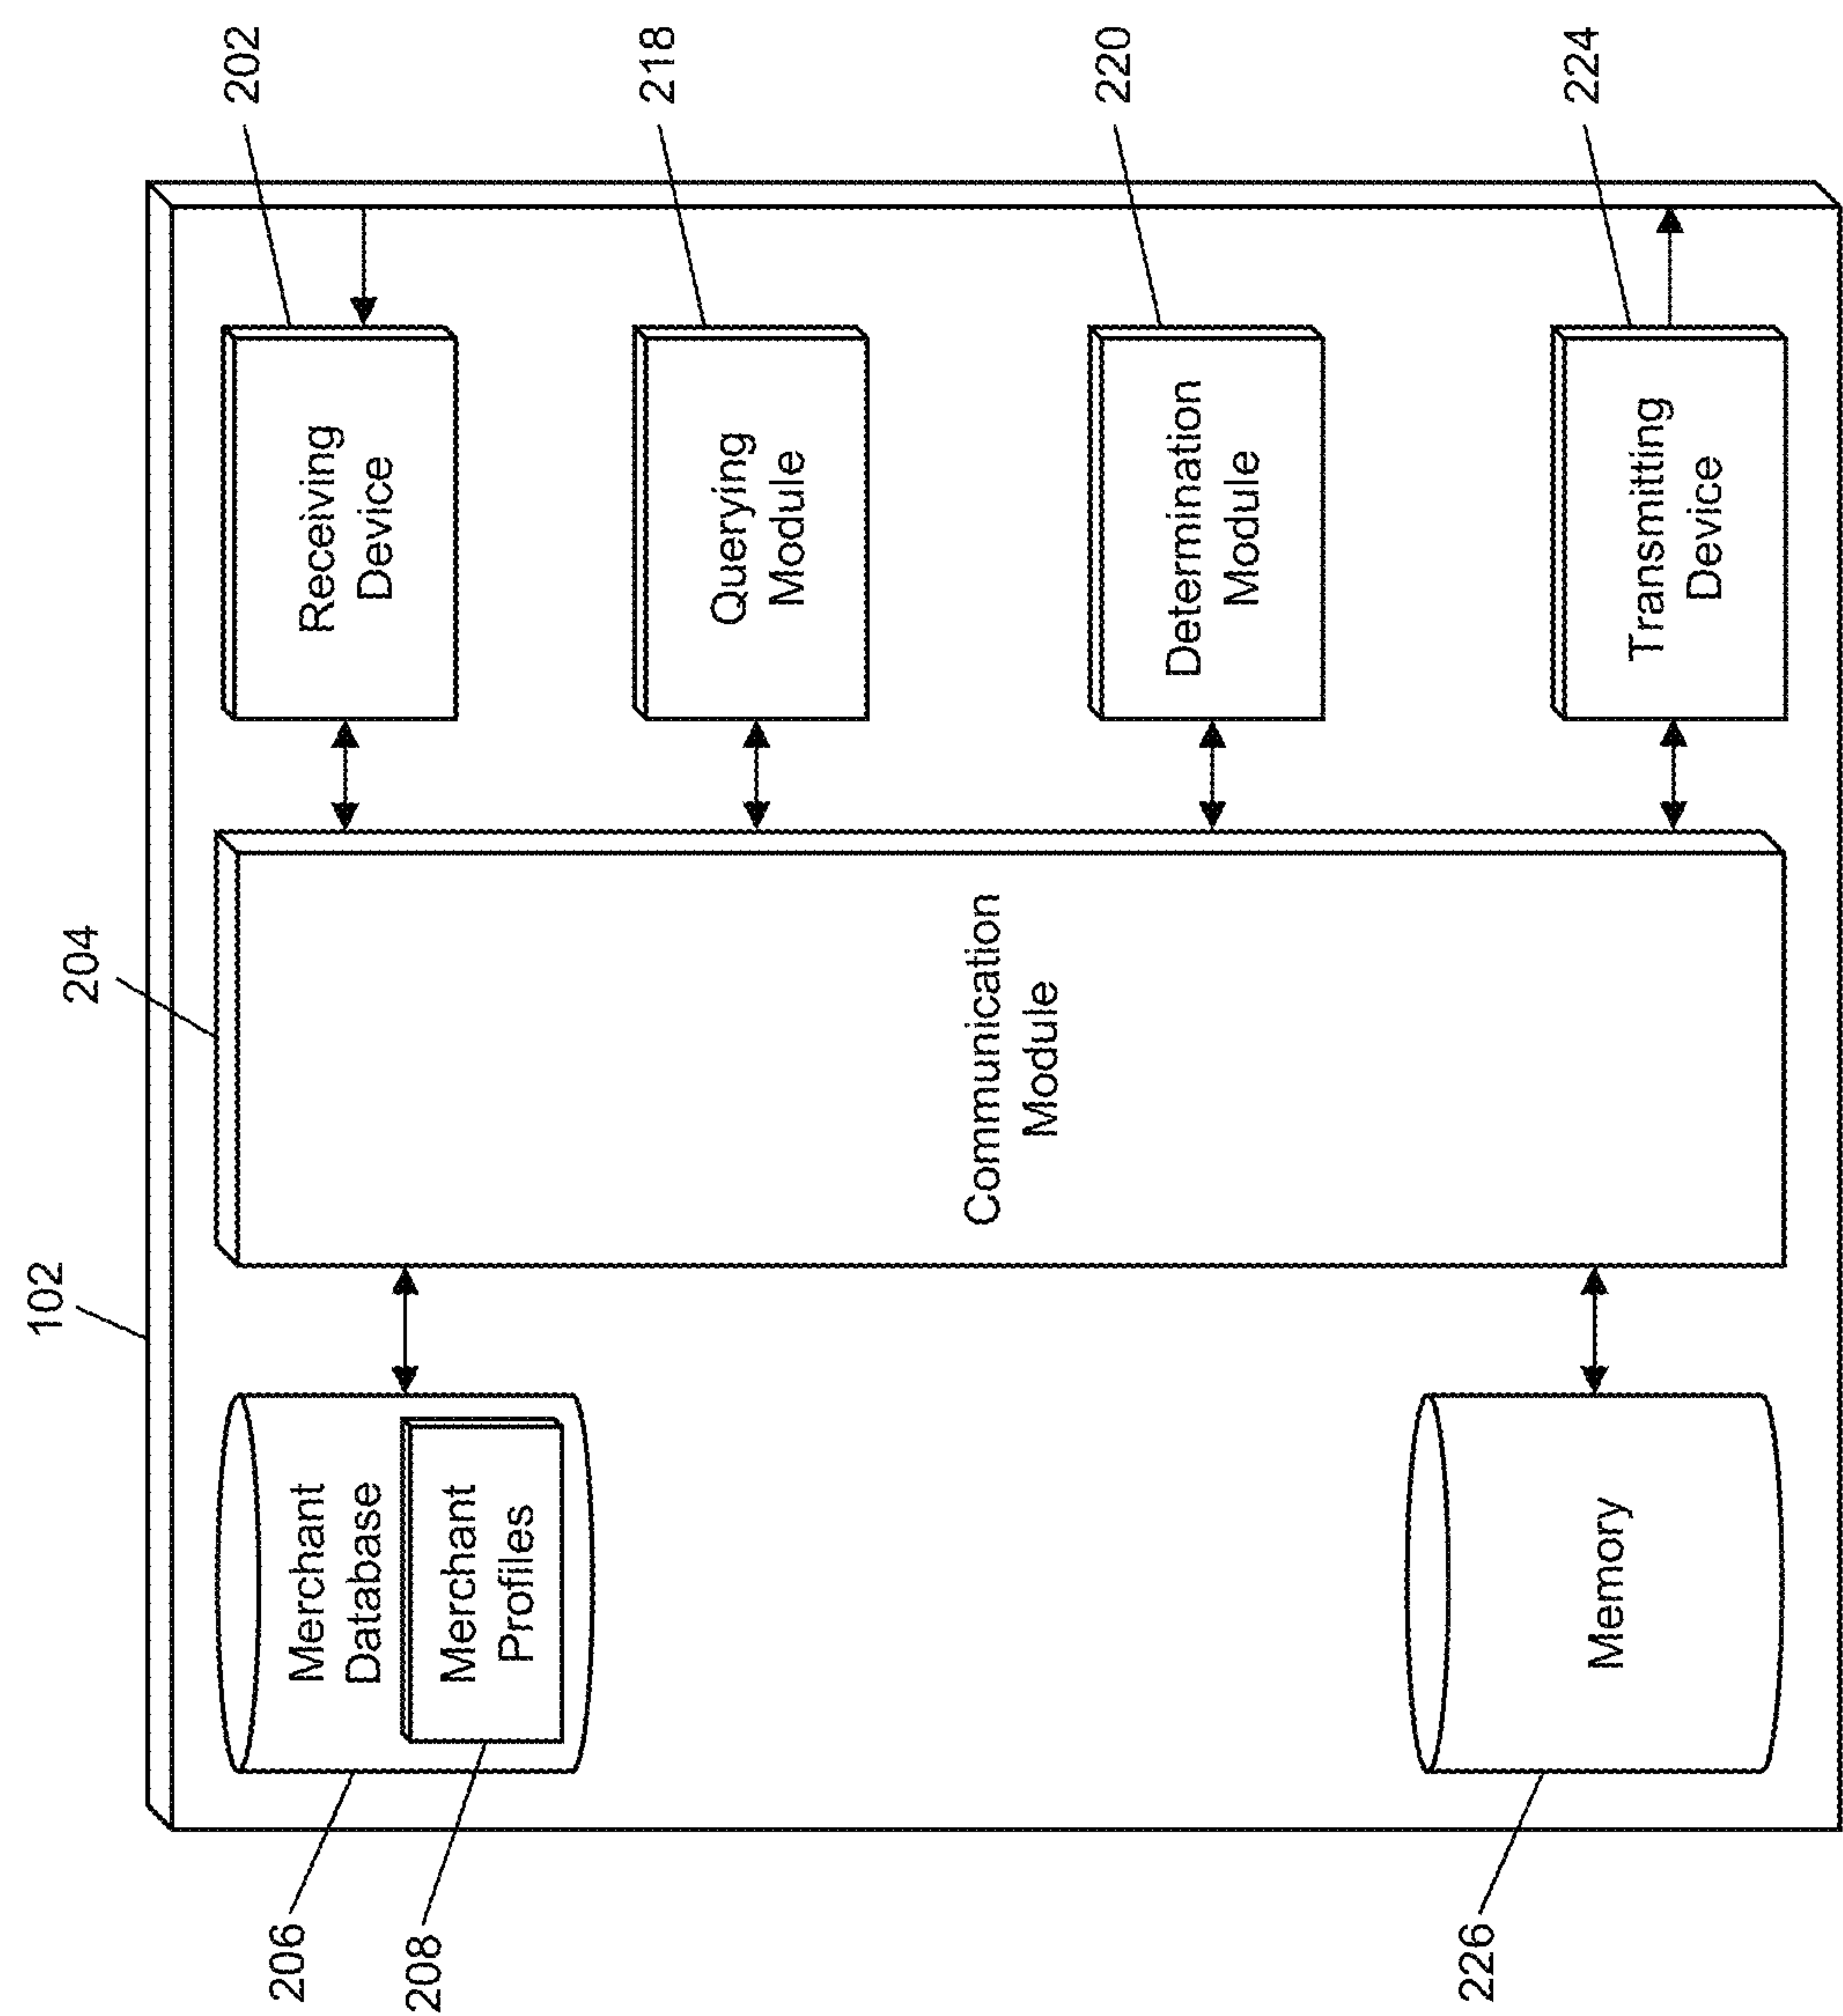 102
204
202
218
220
224
206
208
226
Merchant
Database
Merchant
Profiles
Memory
Communication
Module
Receiving
Device
Querying
Module
Determination
Module
Transmitting
Device